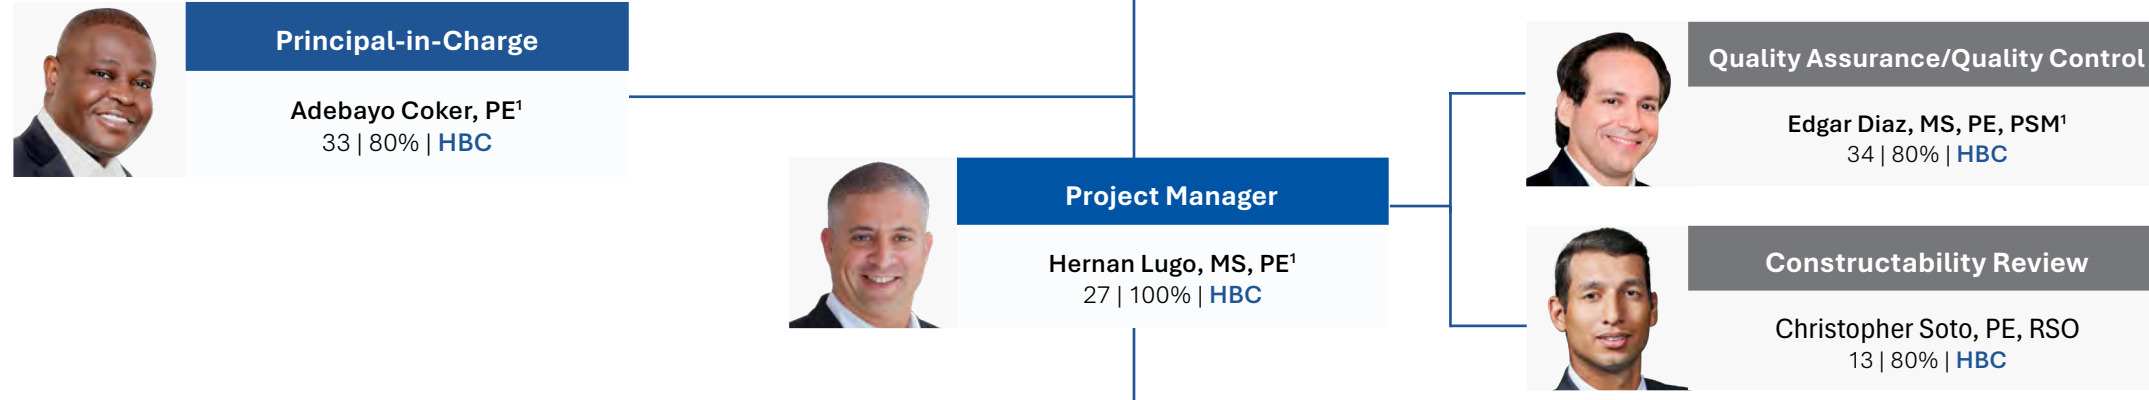 Principal-in-Charge
Adebayo Coker, PE¹
33 | 80% | HBC
Project Manager
Hernan Lugo, MS, PE¹
27 | 100% | HBC
Quality Assurance/Quality Control
Edgar Diaz, MS, PE, PSM¹
34 | 80% | HBC
Constructability Review
Christopher Soto, PE, RSO
13 | 80% | HBC